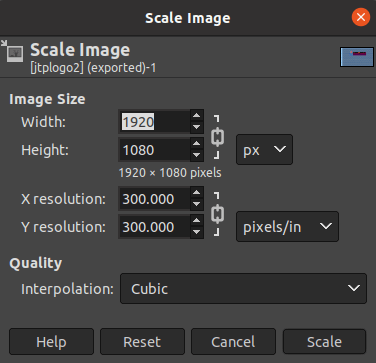 Scale Image
Scale Image
[jtplogo2] (exported)-1
Image Size
Width: 1920
Height: 1080 px
1920 × 1080 pixels
X resolution: 300.000
Y resolution: 300.000 pixels/in
Quality
Interpolation: Cubic
Help Reset Cancel Scale